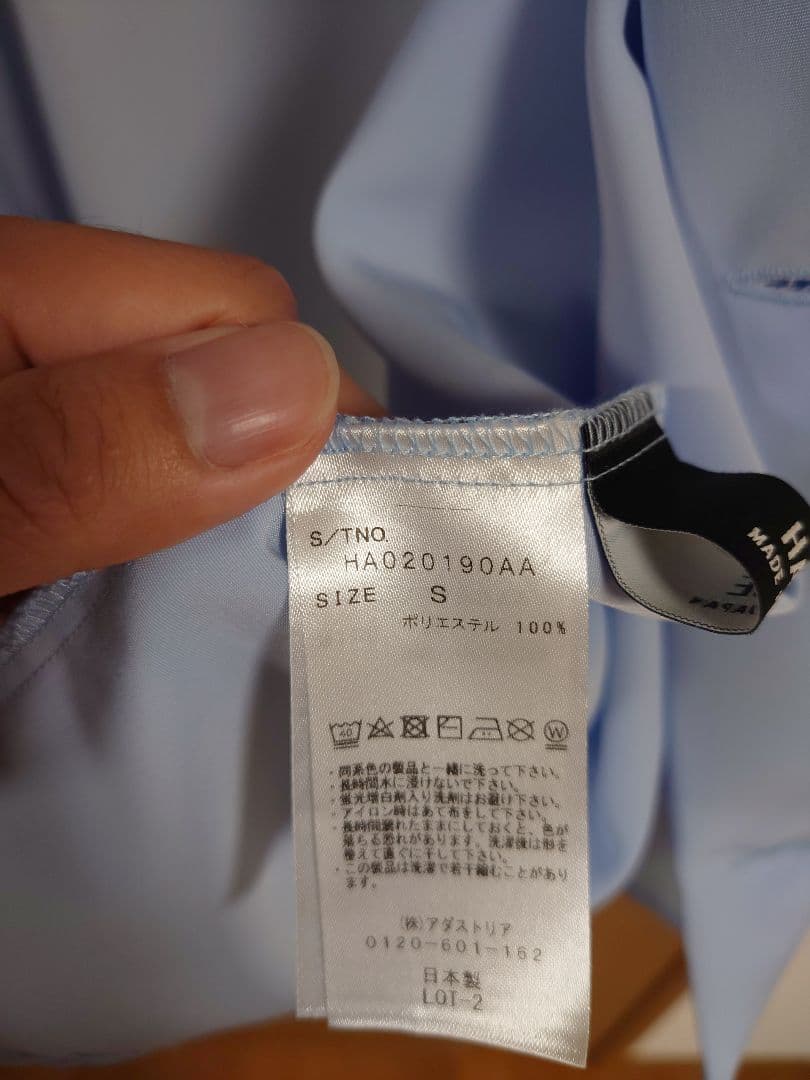 S/TNO.
HA020190AA
SIZE S
ポリエステル 100%
40 W
・同系色の製品と一緒に洗って下さい。
・長時間水に浸けないで下さい。
・蛍光増白剤入り洗剤はお避け下さい。
・アイロン時はあて布をして下さい。
・長時間濡れたままにしておくと、色が
落ちる恐れがあります。洗濯後は形を
整えて直ぐに干して下さい。
・この製品は洗濯で若干縮むことがあり
ます。
(株)アダストリア
0120-601-162
日本製
LOT-2
MADE